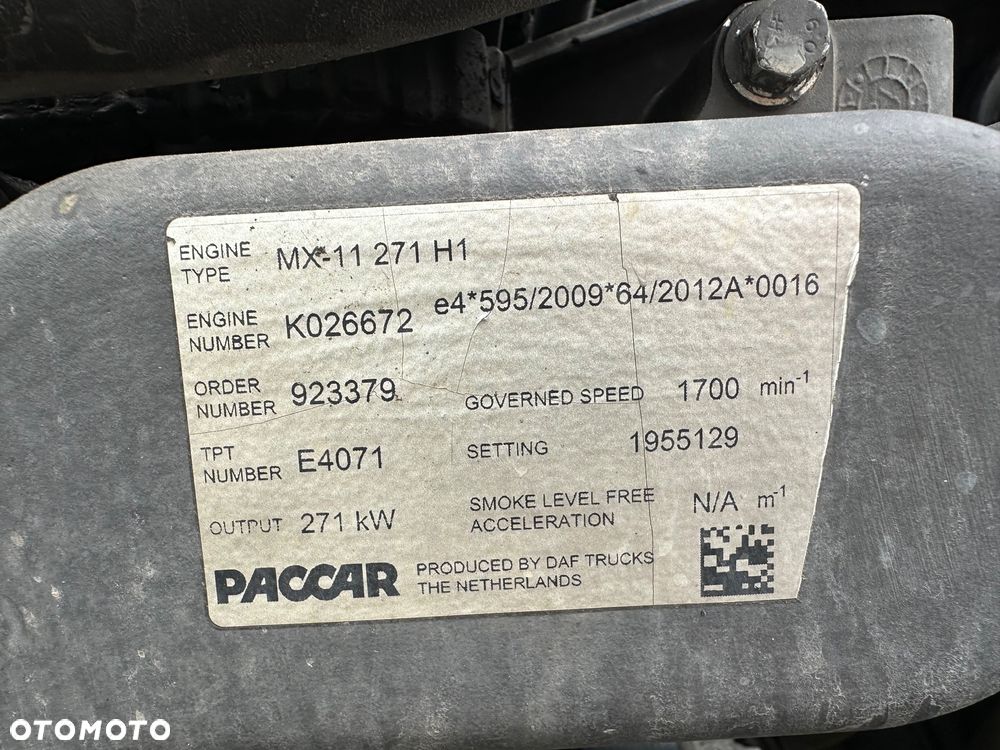 ENGINE TYPE MX-11 271 H1
ENGINE NUMBER K026672 e4*595/2009*64/2012A*0016
ORDER NUMBER 923379 GOVERNED SPEED 1700 min-1
TPT NUMBER E4071 SETTING 1955129
OUTPUT 271 kW SMOKE LEVEL FREE ACCELERATION N/A m-1
PACCAR PRODUCED BY DAF TRUCKS
THE NETHERLANDS
OTOMOTO